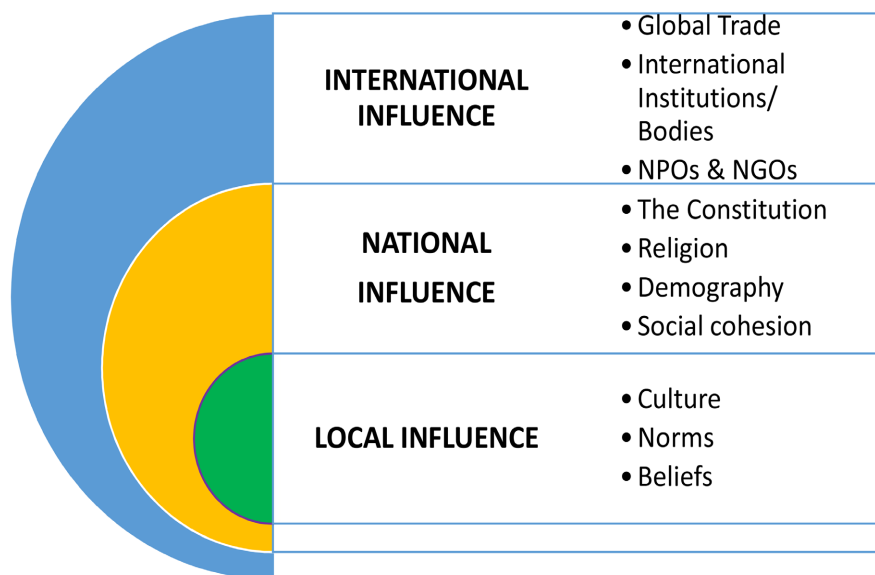 INTERNATIONAL
INFLUENCE
• Global Trade
• International
Institutions/
Bodies
• NPOs & NGOs
NATIONAL
INFLUENCE
• The Constitution
• Religion
• Demography
• Social cohesion
LOCAL INFLUENCE
• Culture
• Norms
• Beliefs